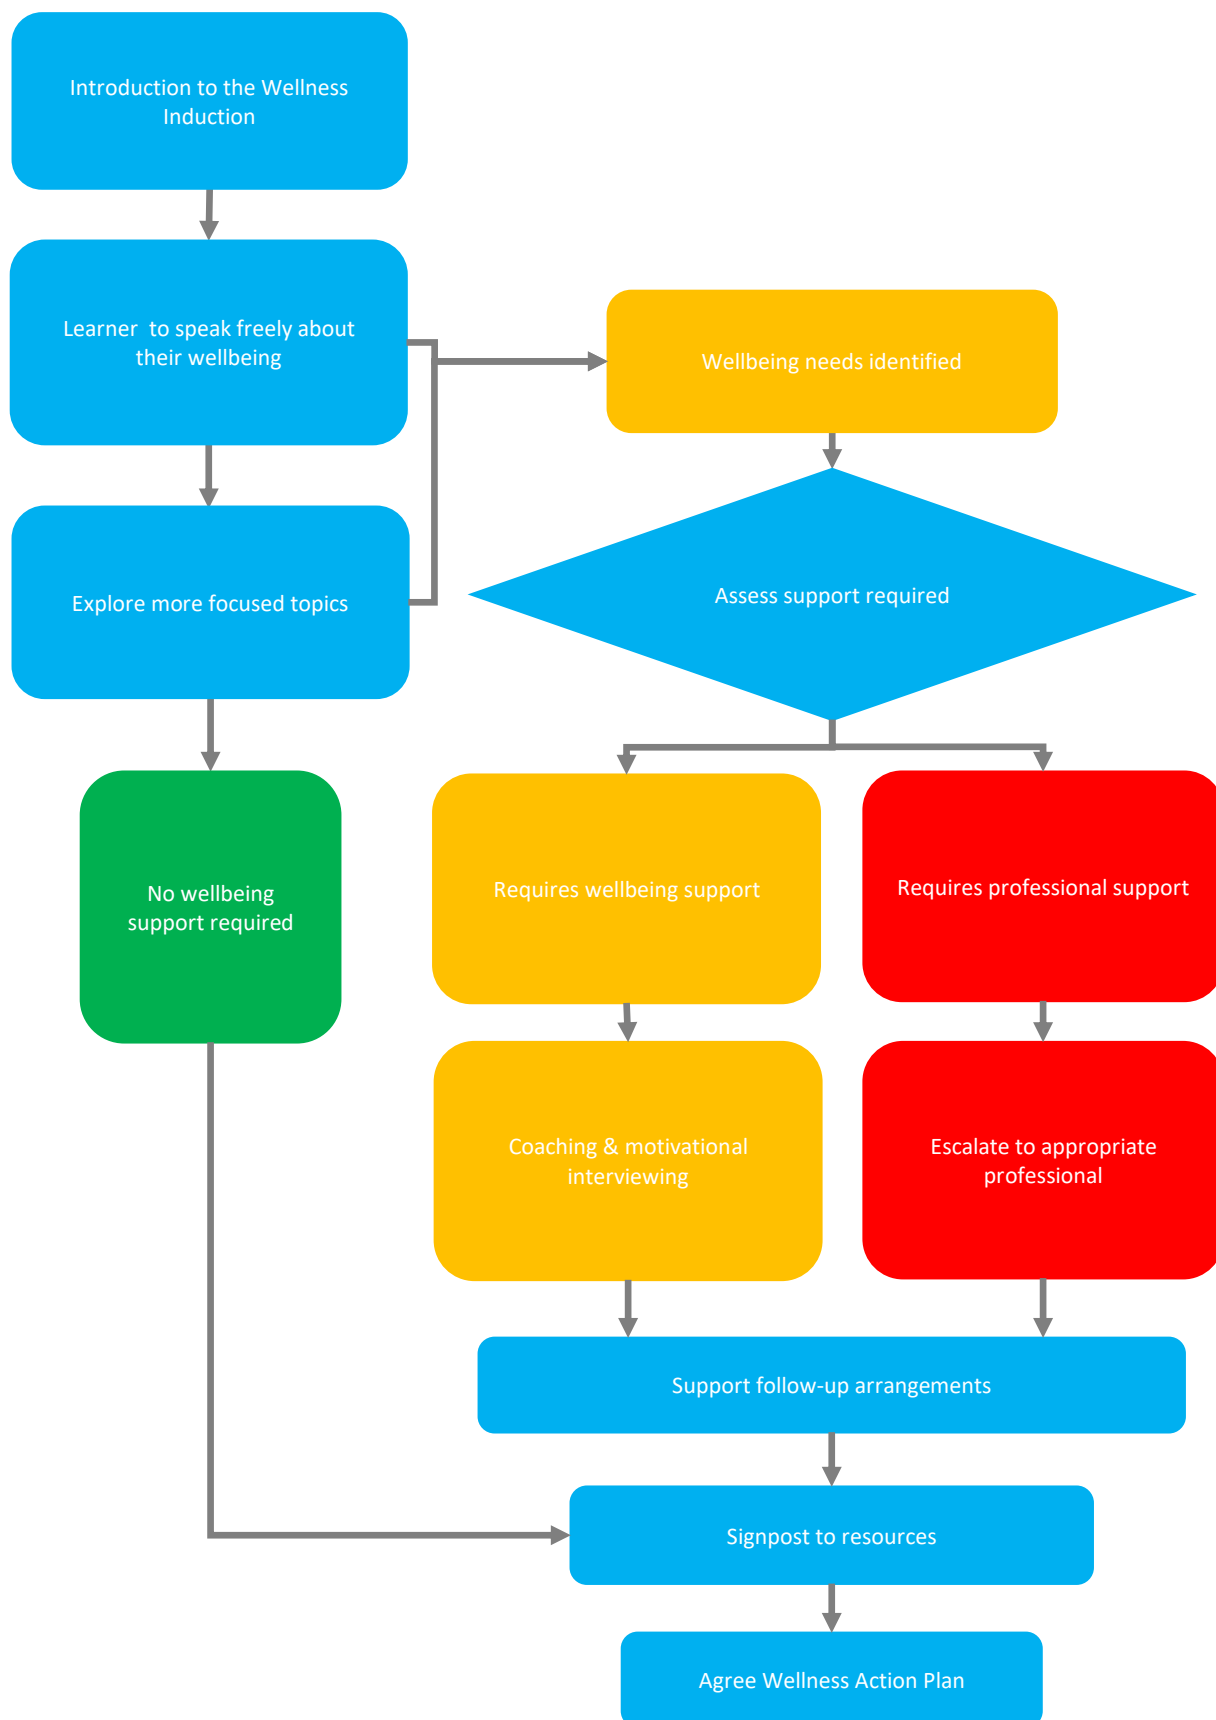 Introduction to the Wellness
Induction
Learner  to speak freely about
their wellbeing
Wellbeing needs identified
Explore more focused topics
Assess support required
No wellbeing
support required
Requires wellbeing support
Requires professional support
Coaching & motivational
interviewing
Escalate to appropriate
professional
Support follow-up arrangements
Signpost to resources
Agree Wellness Action Plan